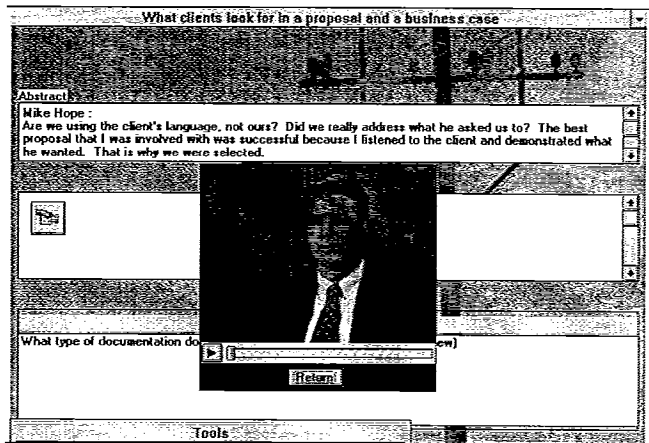 What clients look for in a proposal and a business case
Abstract
Mike Hope :
Are we using the client's language, not ours? Did we really address what he asked us to? The best
proposal that I was involved with was successful because I listened to the client and demonstrated what
he wanted. That is why we were selected.
What type of documentation do
ew)
Return
Tools